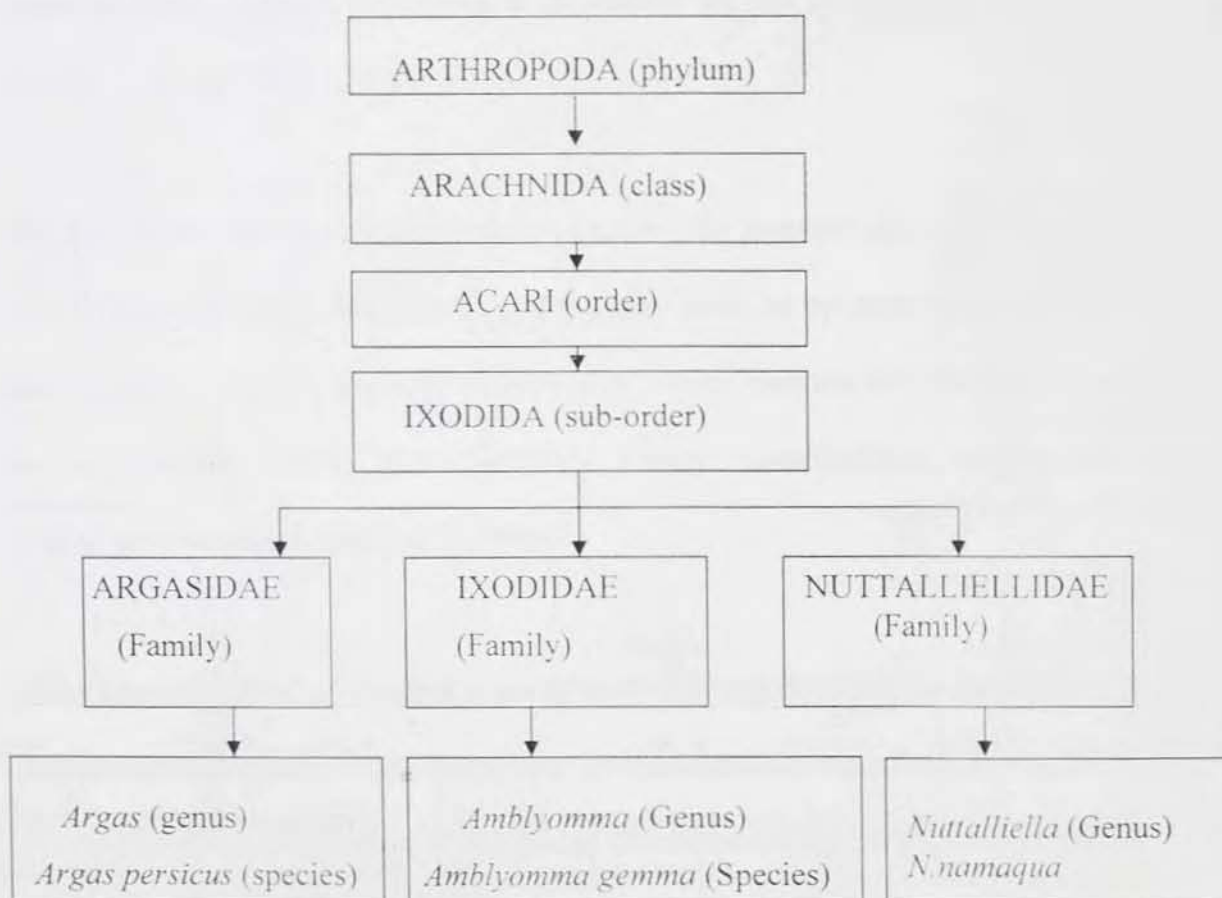 ARTHROPODA (phylum)
ARACHNIDA (class)
ACARI (order)
IXODIDA (sub-order)
ARGASIDAE
(Family)
IXODIDAE
(Family)
NUTTALLIELLIDAE
(Family)
Argas (genus)
Argas persicus (species)
Amblyomma (Genus)
Amblyomma gemma (Species)
Nuttalliella (Genus)
N.namaqua